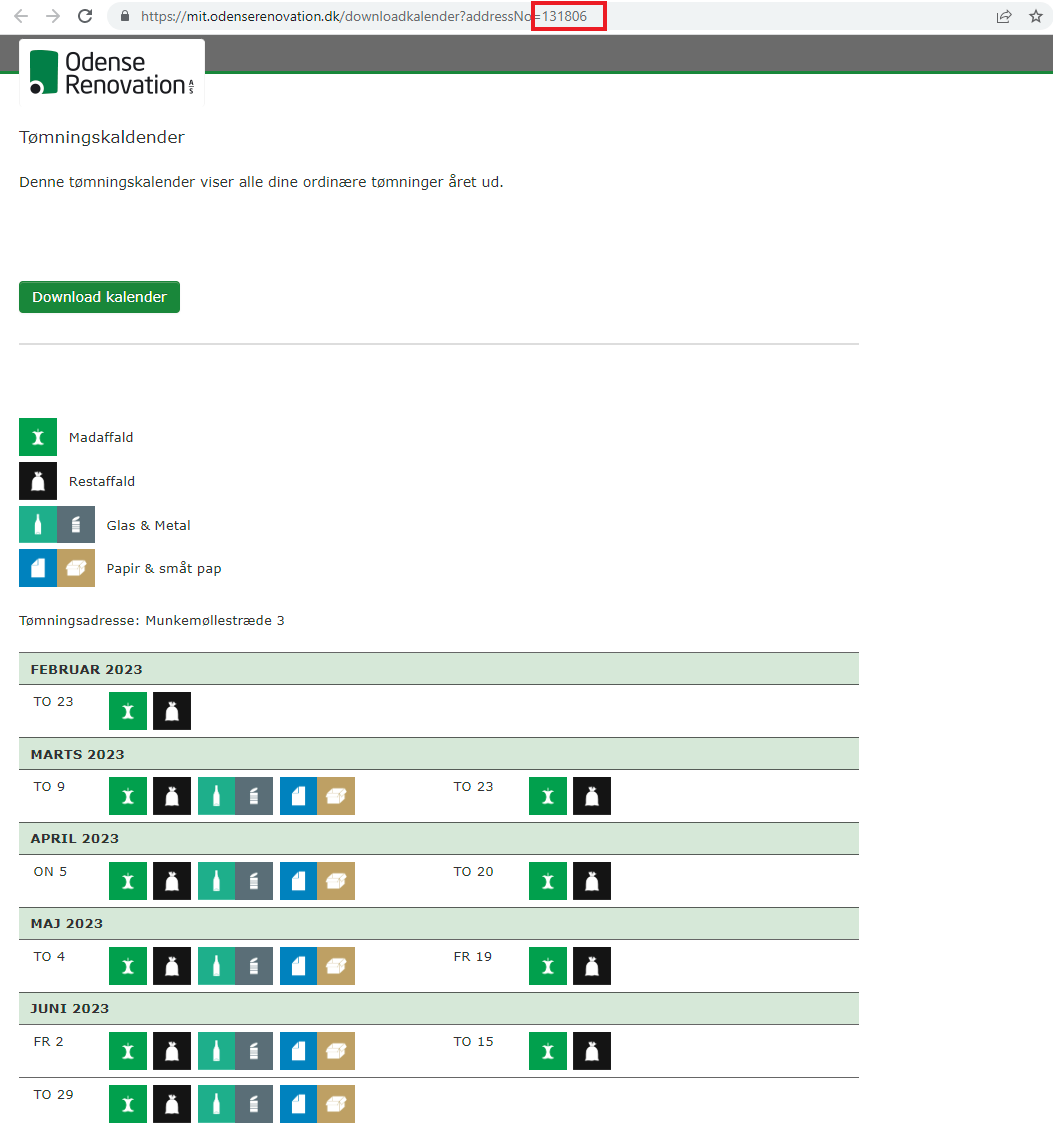 https://mit.odenserenovation.dk/downloadkalender?addressNo=131806
Odense
Renovation A/S
Tømningskaldender
Denne tømningskalender viser alle dine ordinære tømninger året ud.
Download kalender
Madaffald
Restaffald
Glas & Metal
Papir & småt pap
Tømningsadresse: Munkemøllestræde 3
FEBRUAR 2023
TO 23
MARTS 2023
TO 9 TO 23
APRIL 2023
ON 5 TO 20
MAJ 2023
TO 4 FR 19
JUNI 2023
FR 2 TO 15
TO 29